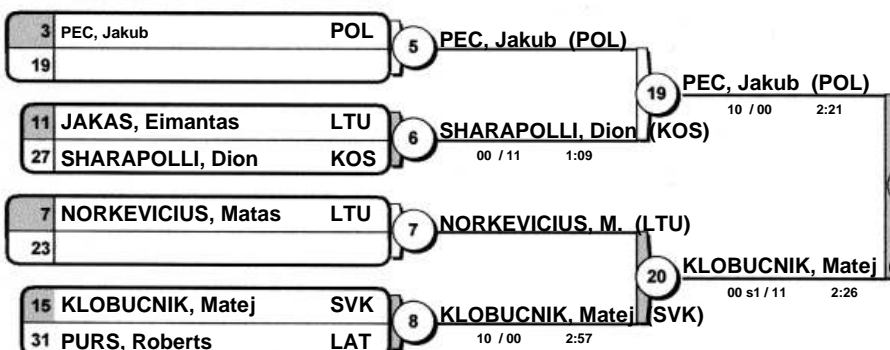 3 PEC, Jakub POL
19
5
PEC, Jakub (POL)
19
PEC, Jakub (POL)
10 / 00 2:21
11 JAKAS, Eimantas LTU
27 SHARAPOLLI, Dion KOS
6
SHARAPOLLI, Dion (KOS)
00 / 11 1:09
7 NORKEVICIUS, Matas LTU
23
7
NORKEVICIUS, M. (LTU)
20
KLOBUCNIK, Matej
00 s1 / 11 2:26
15 KLOBUCNIK, Matej SVK
31 PURS, Roberts LAT
8
KLOBUCNIK, Matej (SVK)
10 / 00 2:57